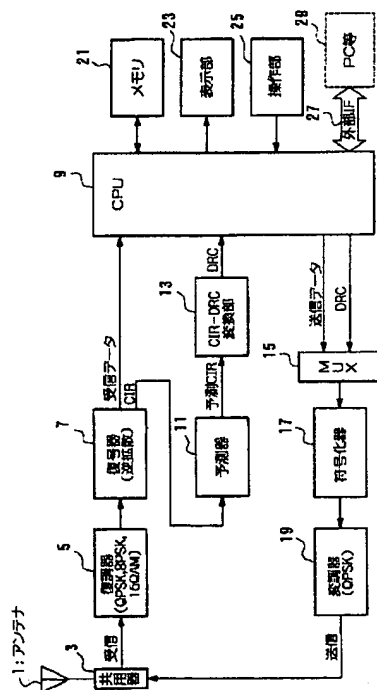 1:アンテナ
3
共用器
受信
送信
5
復調器
(QPSK,8PSK,
16QAM)
7
復号器
(逆拡散)
受信データ
CIR
11
予測器
予測CIR
13
CIR-DRC
変換部
DRC
9
CPU
21
メモリ
23
表示部
25
操作部
27
外部I/F
29
PC等
送信データ
DRC
15
MUX
17
符号化器
19
変調器
(QPSK)